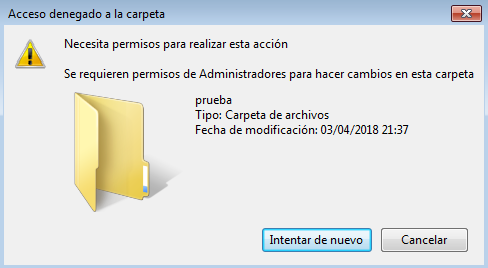 Acceso denegado a la carpeta
Necesita permisos para realizar esta acción
Se requieren permisos de Administradores para hacer cambios en esta carpeta
prueba
Tipo: Carpeta de archivos
Fecha de modificación: 03/04/2018 21:37
Intentar de nuevo
Cancelar